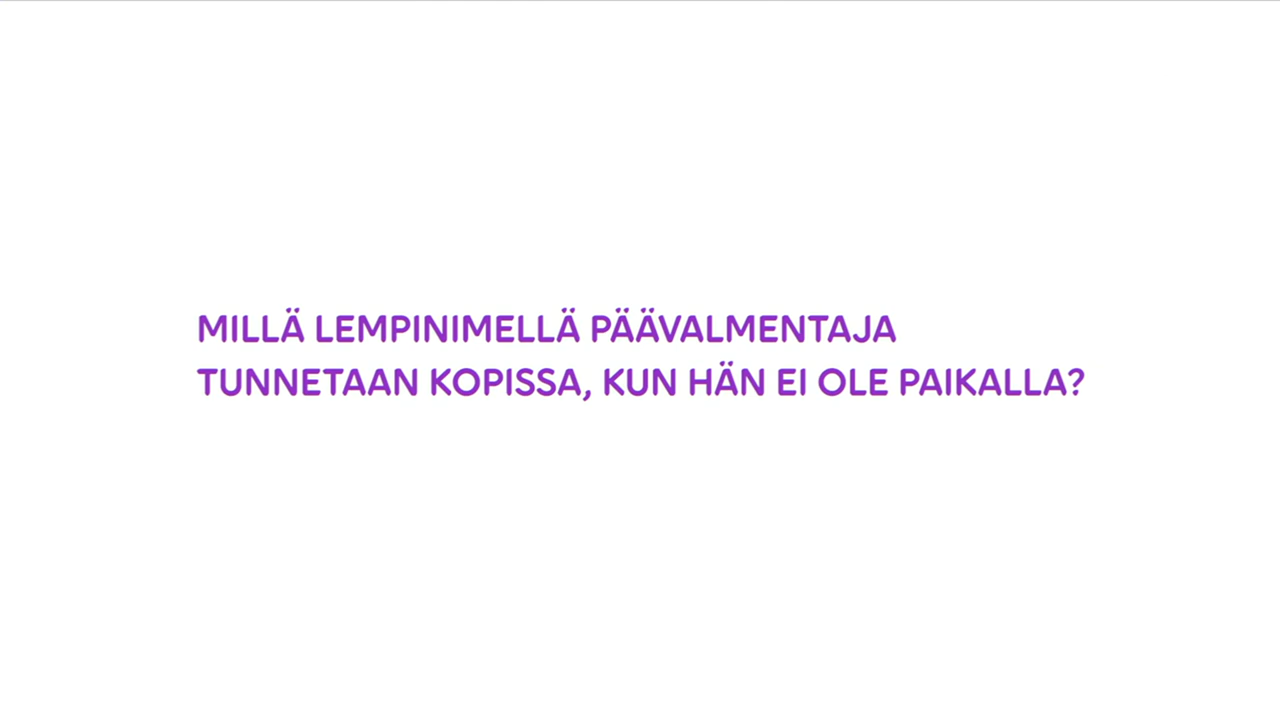 MILLÄ LEMPINIMELLÄ PÄÄVALMENTAJA
TUNNETAAN KOPISSA, KUN HÄN EI OLE PAIKALLA?